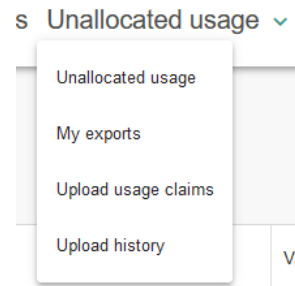 s Unallocated usage
Unallocated usage
My exports
Upload usage claims
Upload history